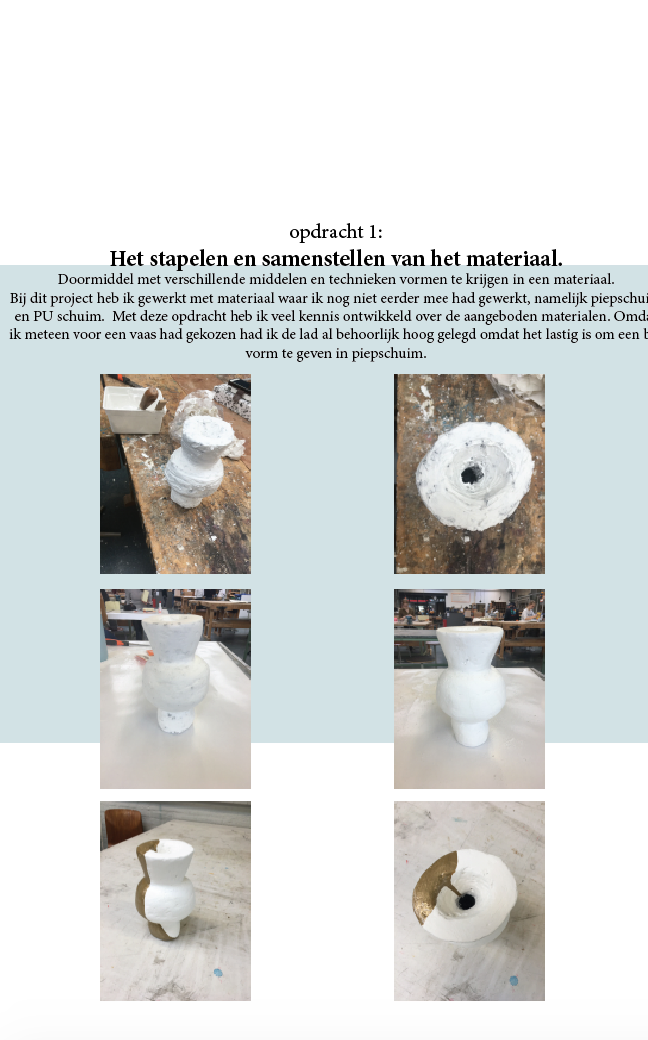 opdracht 1:
Het stapelen en samenstellen van het materiaal.
Doormiddel met verschillende middelen en technieken vormen te krijgen in een materiaal.
Bij dit project heb ik gewerkt met materiaal waar ik nog niet eerder mee had gewerkt, namelijk piepschui
en PU schuim. Met deze opdracht heb ik veel kennis ontwikkeld over de aangeboden materialen. Omda
ik meteen voor een vaas had gekozen had ik de lad al behoorlijk hoog gelegd omdat het lastig is om een b
vorm te geven in piepschuim.